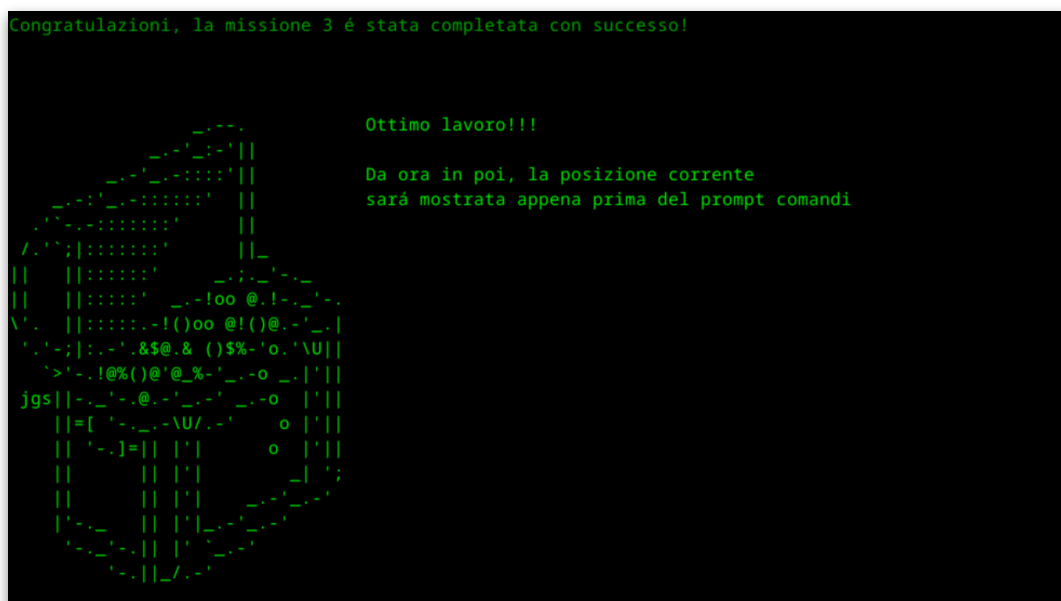 Congratulazioni, la missione 3 é stata completata con successo!
Ottimo lavoro!!!
Da ora in poi, la posizione corrente
sará mostrata appena prima del prompt comandi
jgs